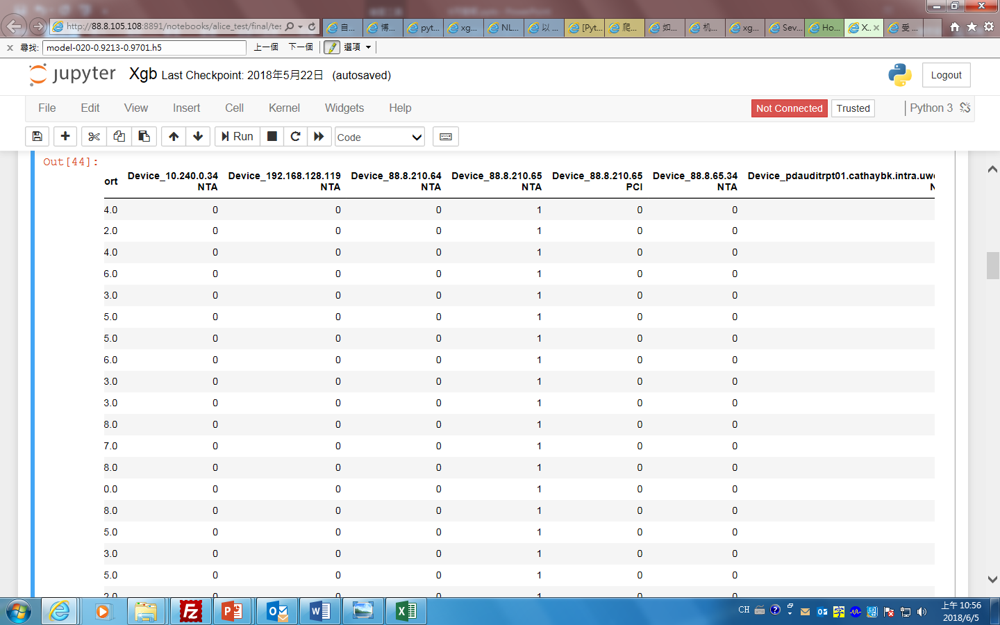 http://88.8.105.108:8891/notebooks/alice_test/final/tes
自...
博...
pyt...
xg...
NL...
以 ...
[Pyt...
爬...
如...
机...
xg...
Sev...
Ho...
X...
受 ...
x 尋找: model-020-0.9213-0.9701.h5 上一個 下一個 選項
jupyter Xgb Last Checkpoint: 2018年5月22日 (autosaved) Logout
File Edit View Insert Cell Kernel Widgets Help Not Connected Trusted Python 3
Run Code
Out[44]:
ort Device_10.240.0.34 NTA Device_192.168.128.119 NTA Device_88.8.210.64 NTA Device_88.8.210.65 NTA Device_88.8.210.65 PCI Device_88.8.65.34 NTA Device_pdauditrpt01.cathaybk.intra.uw N
4.0 0 0 0 1 0 0
2.0 0 0 0 1 0 0
4.0 0 0 0 1 0 0
6.0 0 0 0 1 0 0
3.0 0 0 0 1 0 0
5.0 0 0 0 1 0 0
5.0 0 0 0 1 0 0
6.0 0 0 0 1 0 0
3.0 0 0 0 1 0 0
3.0 0 0 0 1 0 0
8.0 0 0 0 1 0 0
7.0 0 0 0 1 0 0
8.0 0 0 0 1 0 0
0.0 0 0 0 1 0 0
8.0 0 0 0 1 0 0
5.0 0 0 0 1 0 0
3.0 0 0 0 1 0 0
5.0 0 0 0 1 0 0
2.0 0 0 0 1 0 0
CH
上午 10:56
2018/6/5